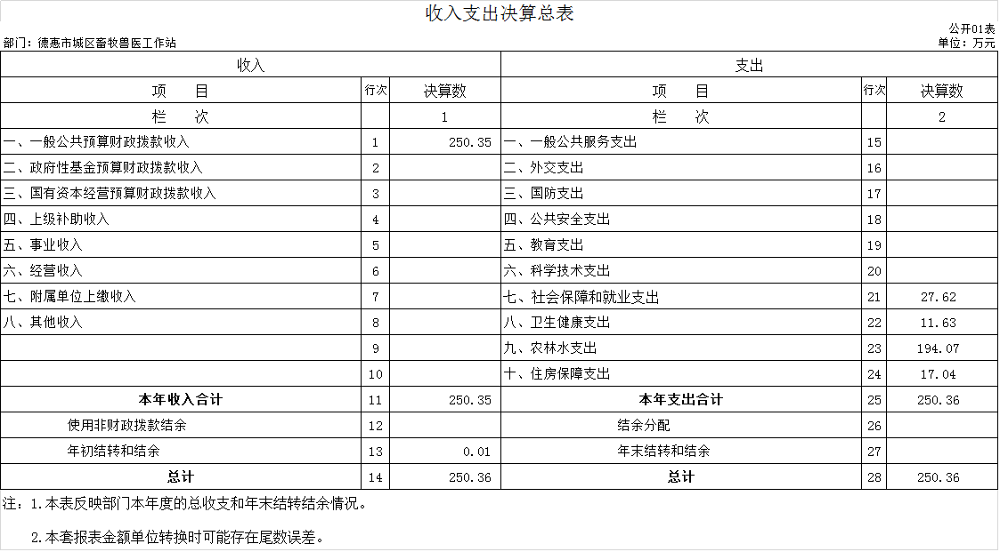 收入支出决算总表
公开01表
部门：德惠市城区畜牧兽医工作站 单位：万元
收入 支出
项 目 行次 决算数 项 目 行次 决算数
栏 次 1 栏 次 2
一、一般公共预算财政拨款收入 1 250.35 一、一般公共服务支出 15
二、政府性基金预算财政拨款收入 2 二、外交支出 16
三、国有资本经营预算财政拨款收入 3 三、国防支出 17
四、上级补助收入 4 四、公共安全支出 18
五、事业收入 5 五、教育支出 19
六、经营收入 6 六、科学技术支出 20
七、附属单位上缴收入 7 七、社会保障和就业支出 21 27.62
八、其他收入 8 八、卫生健康支出 22 11.63
9 九、农林水支出 23 194.07
10 十、住房保障支出 24 17.04
本年收入合计 11 250.35 本年支出合计 25 250.36
使用非财政拨款结余 12 结余分配 26
年初结转和结余 13 0.01 年末结转和结余 27
总计 14 250.36 总计 28 250.36
注：1.本表反映部门本年度的总收支和年末结转结余情况。
2.本套报表金额单位转换时可能存在尾数误差。